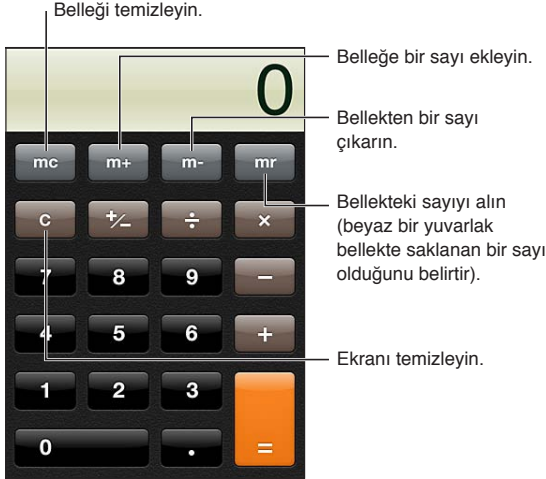 Belleği temizleyin.
Belleğe bir sayı ekleyin.
0
Bellekten bir sayı
çıkarın.
mc m+ m- mr
Bellekteki sayıyı alın
(beyaz bir yuvarlak
bellekte saklanan bir sayı
olduğunu belirtir).
C +/− ÷ ×
7 8 9 −
4 5 6 +
Ekranı temizleyin.
1 2 3
0 . =